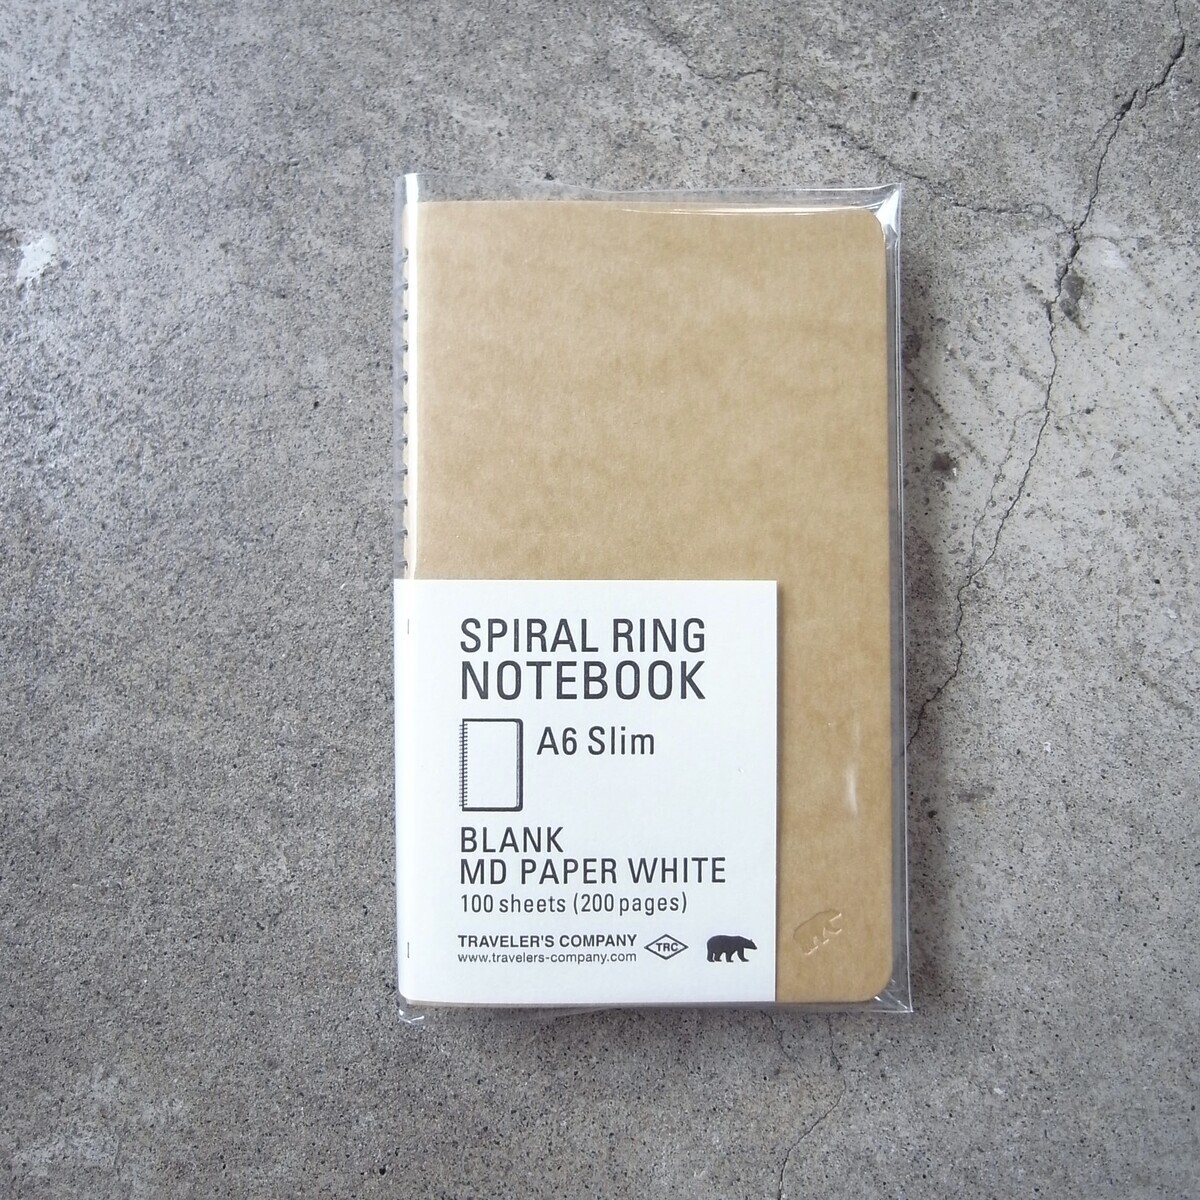 SPIRAL RING
NOTEBOOK
A6 Slim
BLANK
MD PAPER WHITE
100 sheets (200 pages)
TRAVELER'S COMPANY
TRC
www.travelers-company.com